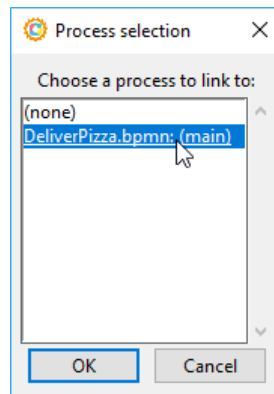 Process selection
Choose a process to link to:
(none)
DeliverPizza.bpmn: (main)
OK
Cancel